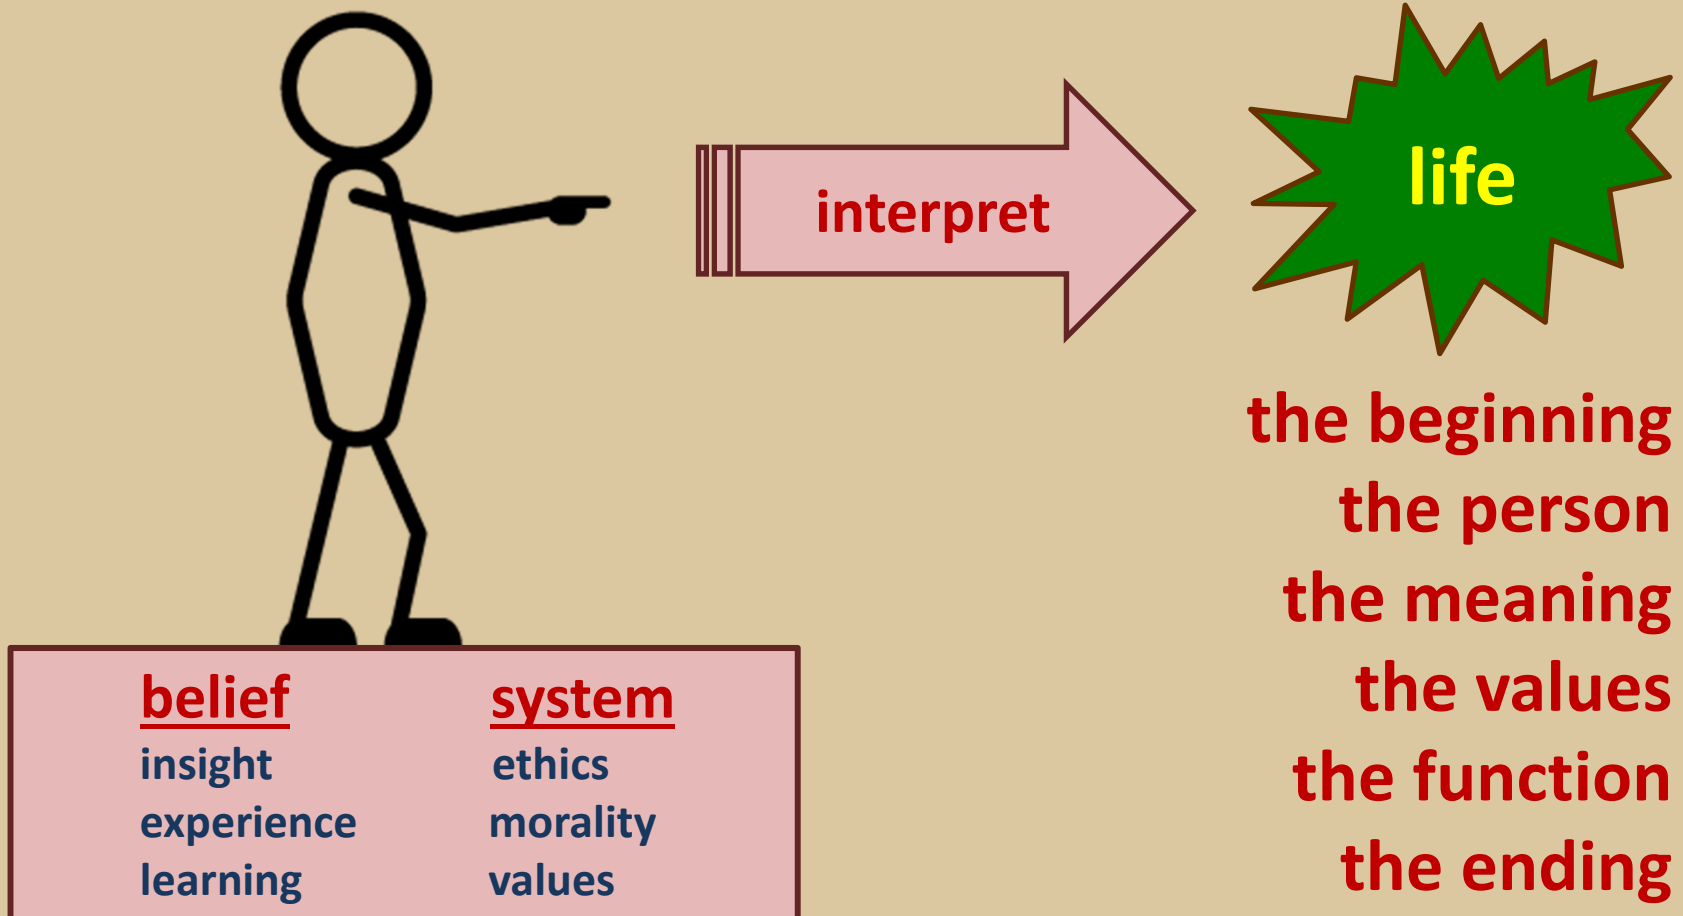 interpret
life
the beginning
the person
the meaning
the values
the function
the ending
belief system
insight ethics
experience morality
learning values